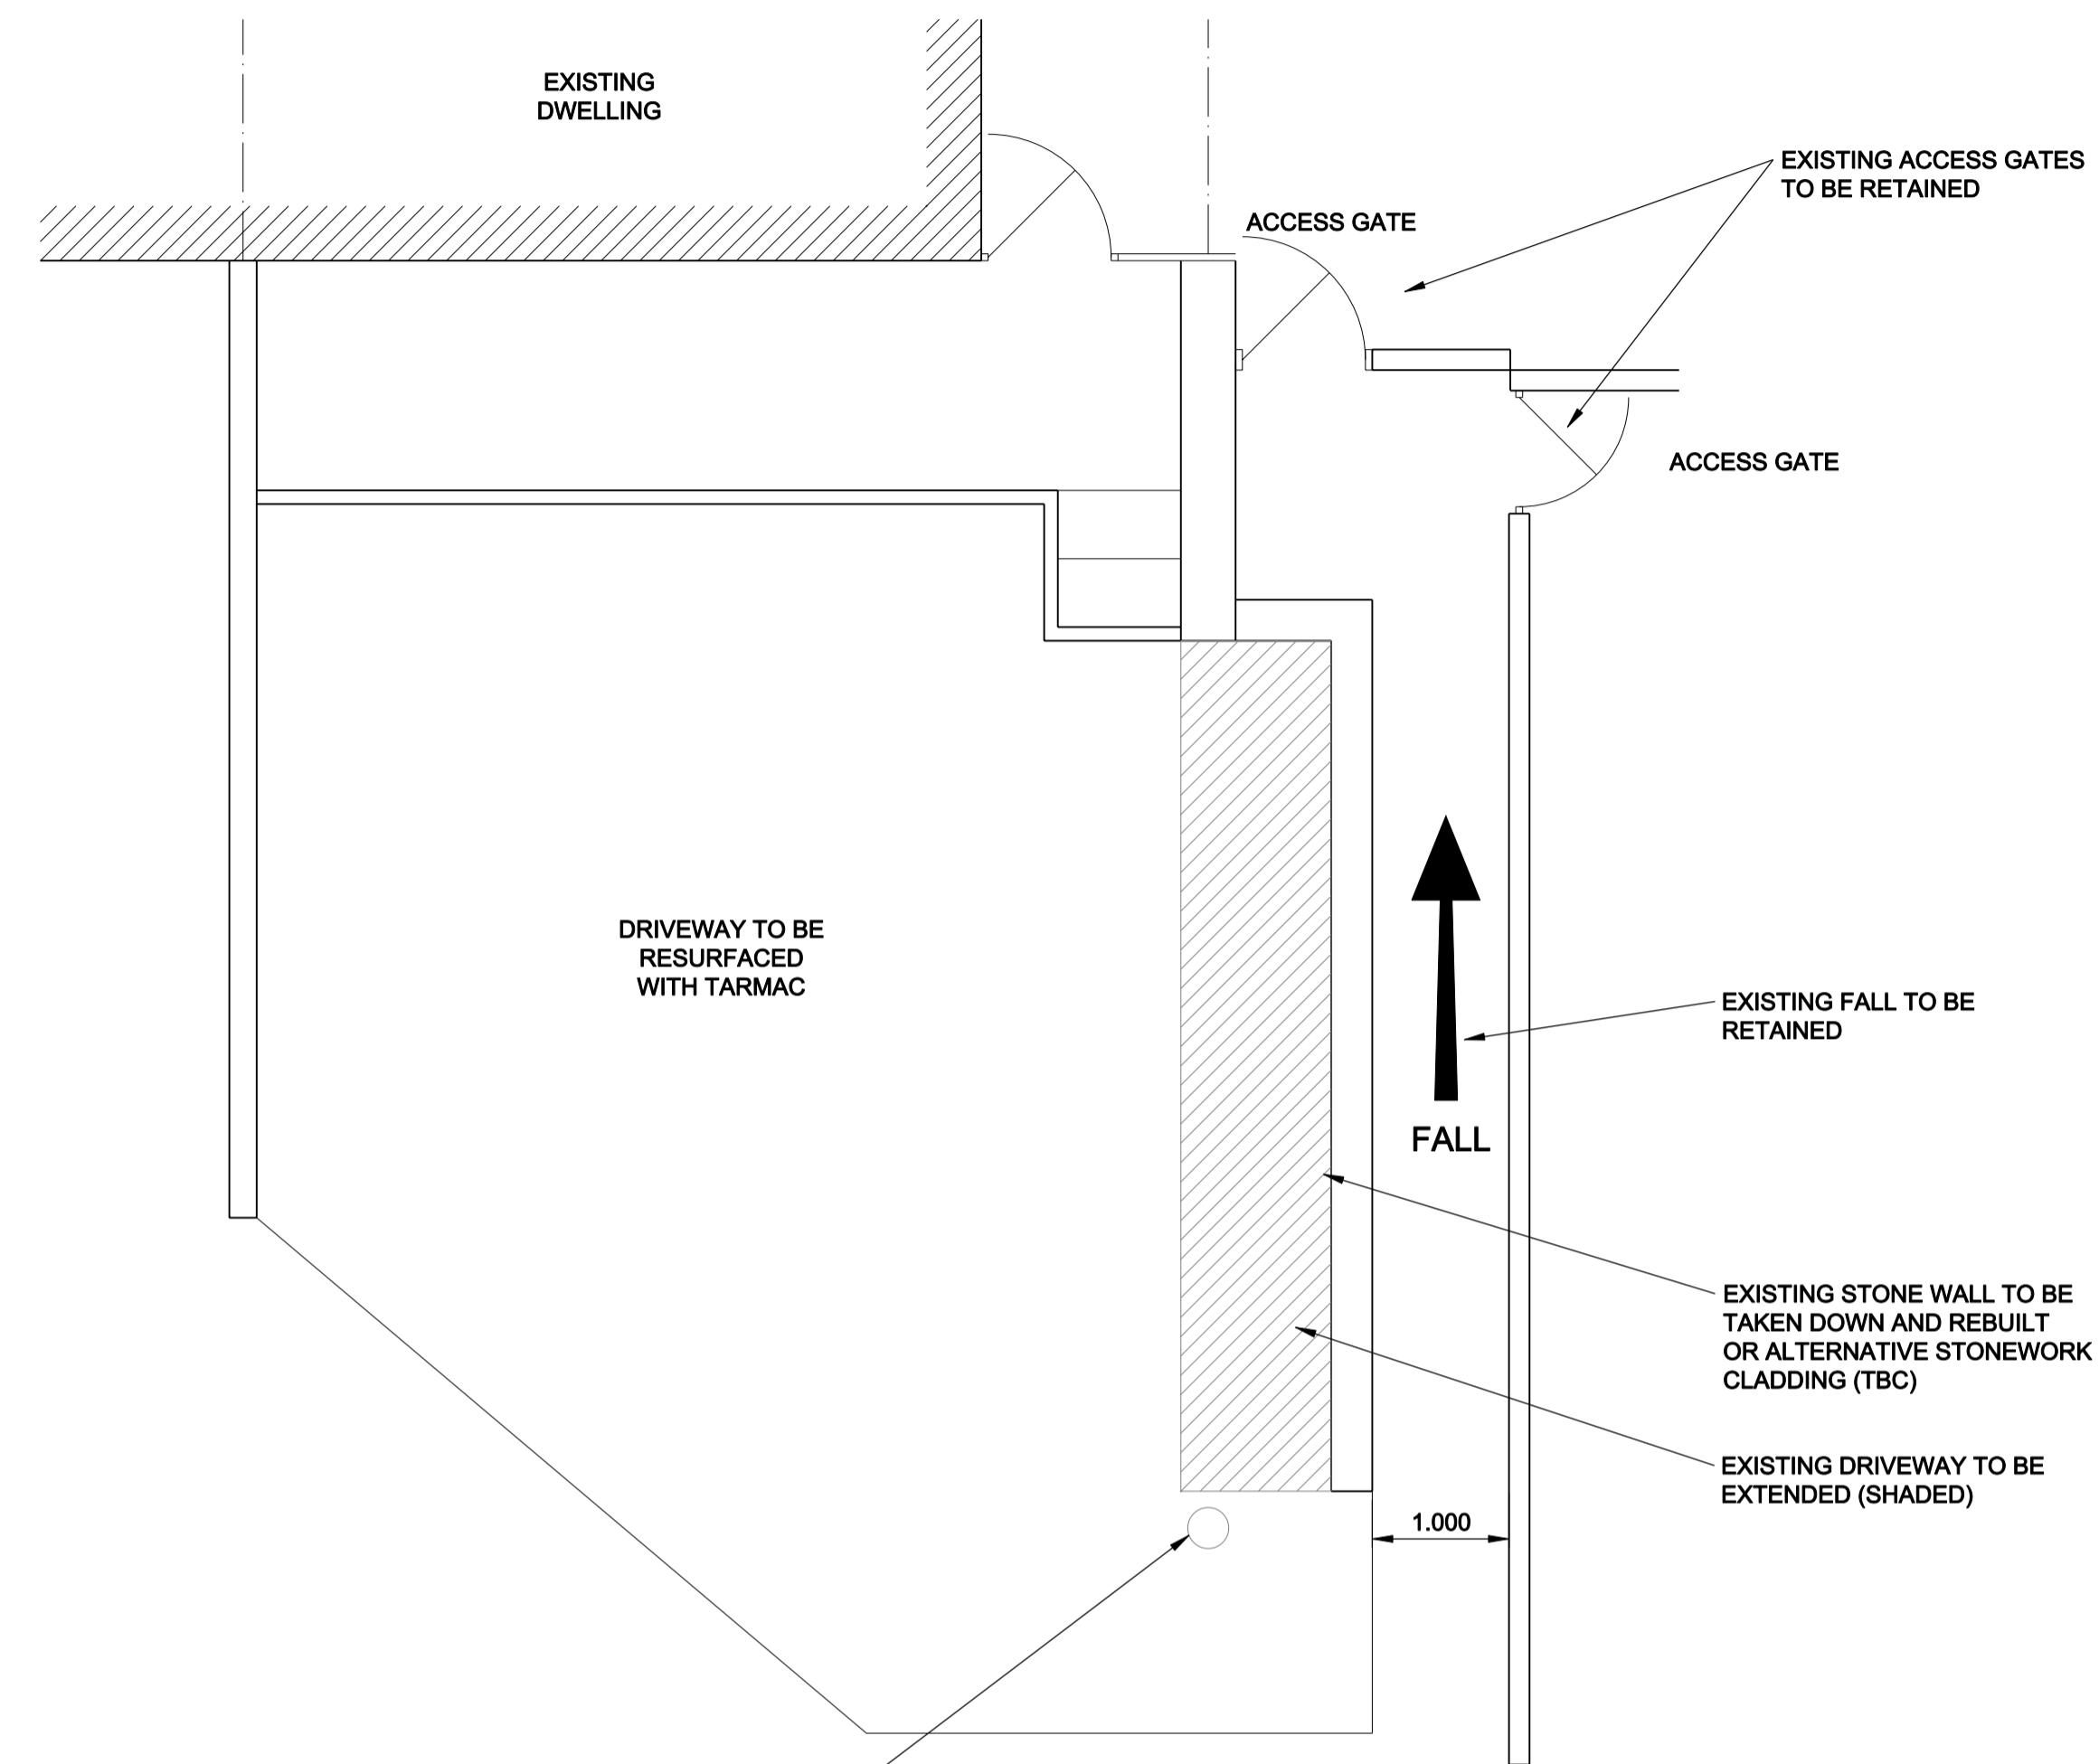 EXISTING
DWELLING
EXISTING ACCESS GATES
TO BE RETAINED
ACCESS GATE
ACCESS GATE
DRIVEWAY TO BE
RESURFACED
WITH TARMAC
EXISTING FALL TO BE
RETAINED
FALL
EXISTING STONE WALL TO BE
TAKEN DOWN AND REBUILT
OR ALTERNATIVE STONEWORK
CLADDING (TBC)
EXISTING DRIVEWAY TO BE
EXTENDED (SHADED)
1.000